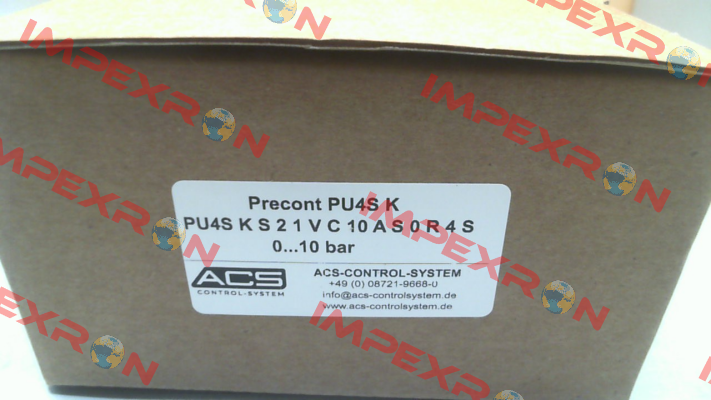 IMPEXRON
IMPEXRON
IMPEXRON
IMPEXRON
IMPEXRON
IMPEXRON
Precont PU4S K
PU4S K S 2 1 V C 10 A S 0 R 4 S
0...10 bar
ACS
CONTROL-SYSTEM
ACS-CONTROL-SYSTEM
+49 (0) 08721-9668-0
info@acs-controlsystem.de
www.acs-controlsystem.de